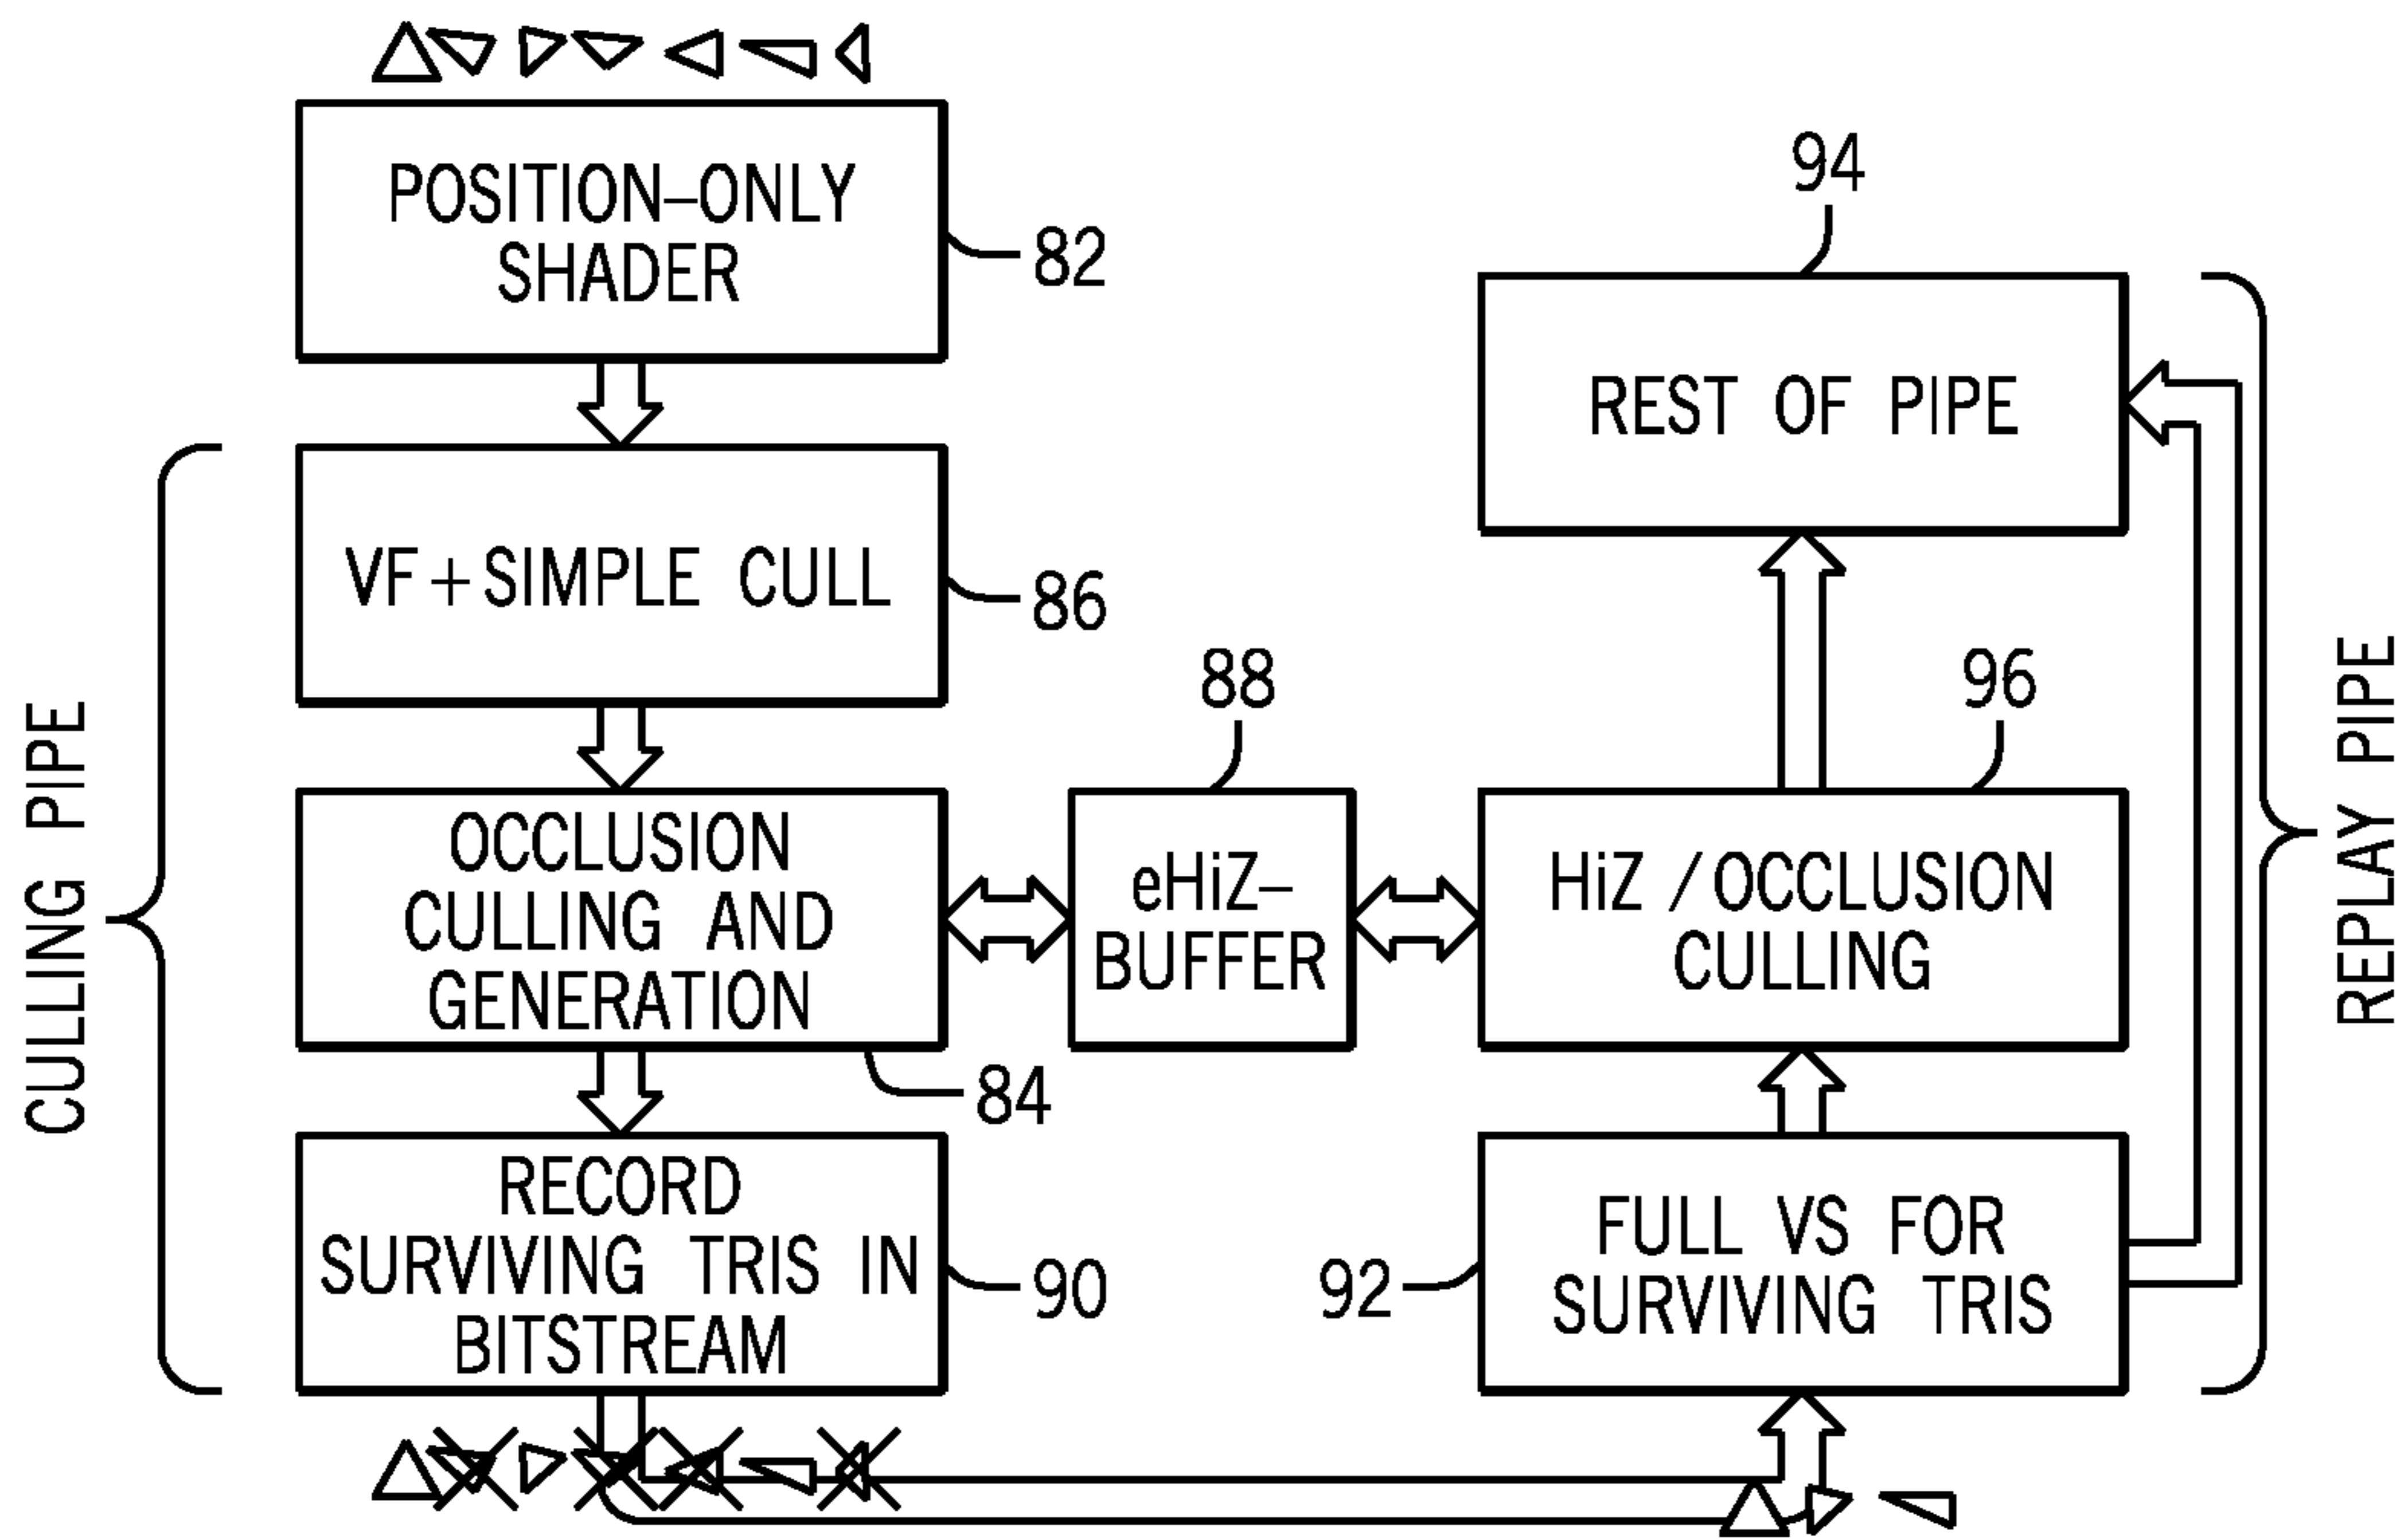 POSITION–ONLY
SHADER
82
VF+SIMPLE CULL
86
OCCLUSION
CULLING AND
GENERATION
84
RECORD
SURVIVING TRIS IN
BITSTREAM
90
CULLING PIPE
88
eHiZ–
BUFFER
94
REST OF PIPE
96
HiZ/OCCLUSION
CULLING
92
FULL VS FOR
SURVIVING TRIS
REPLAY PIPE